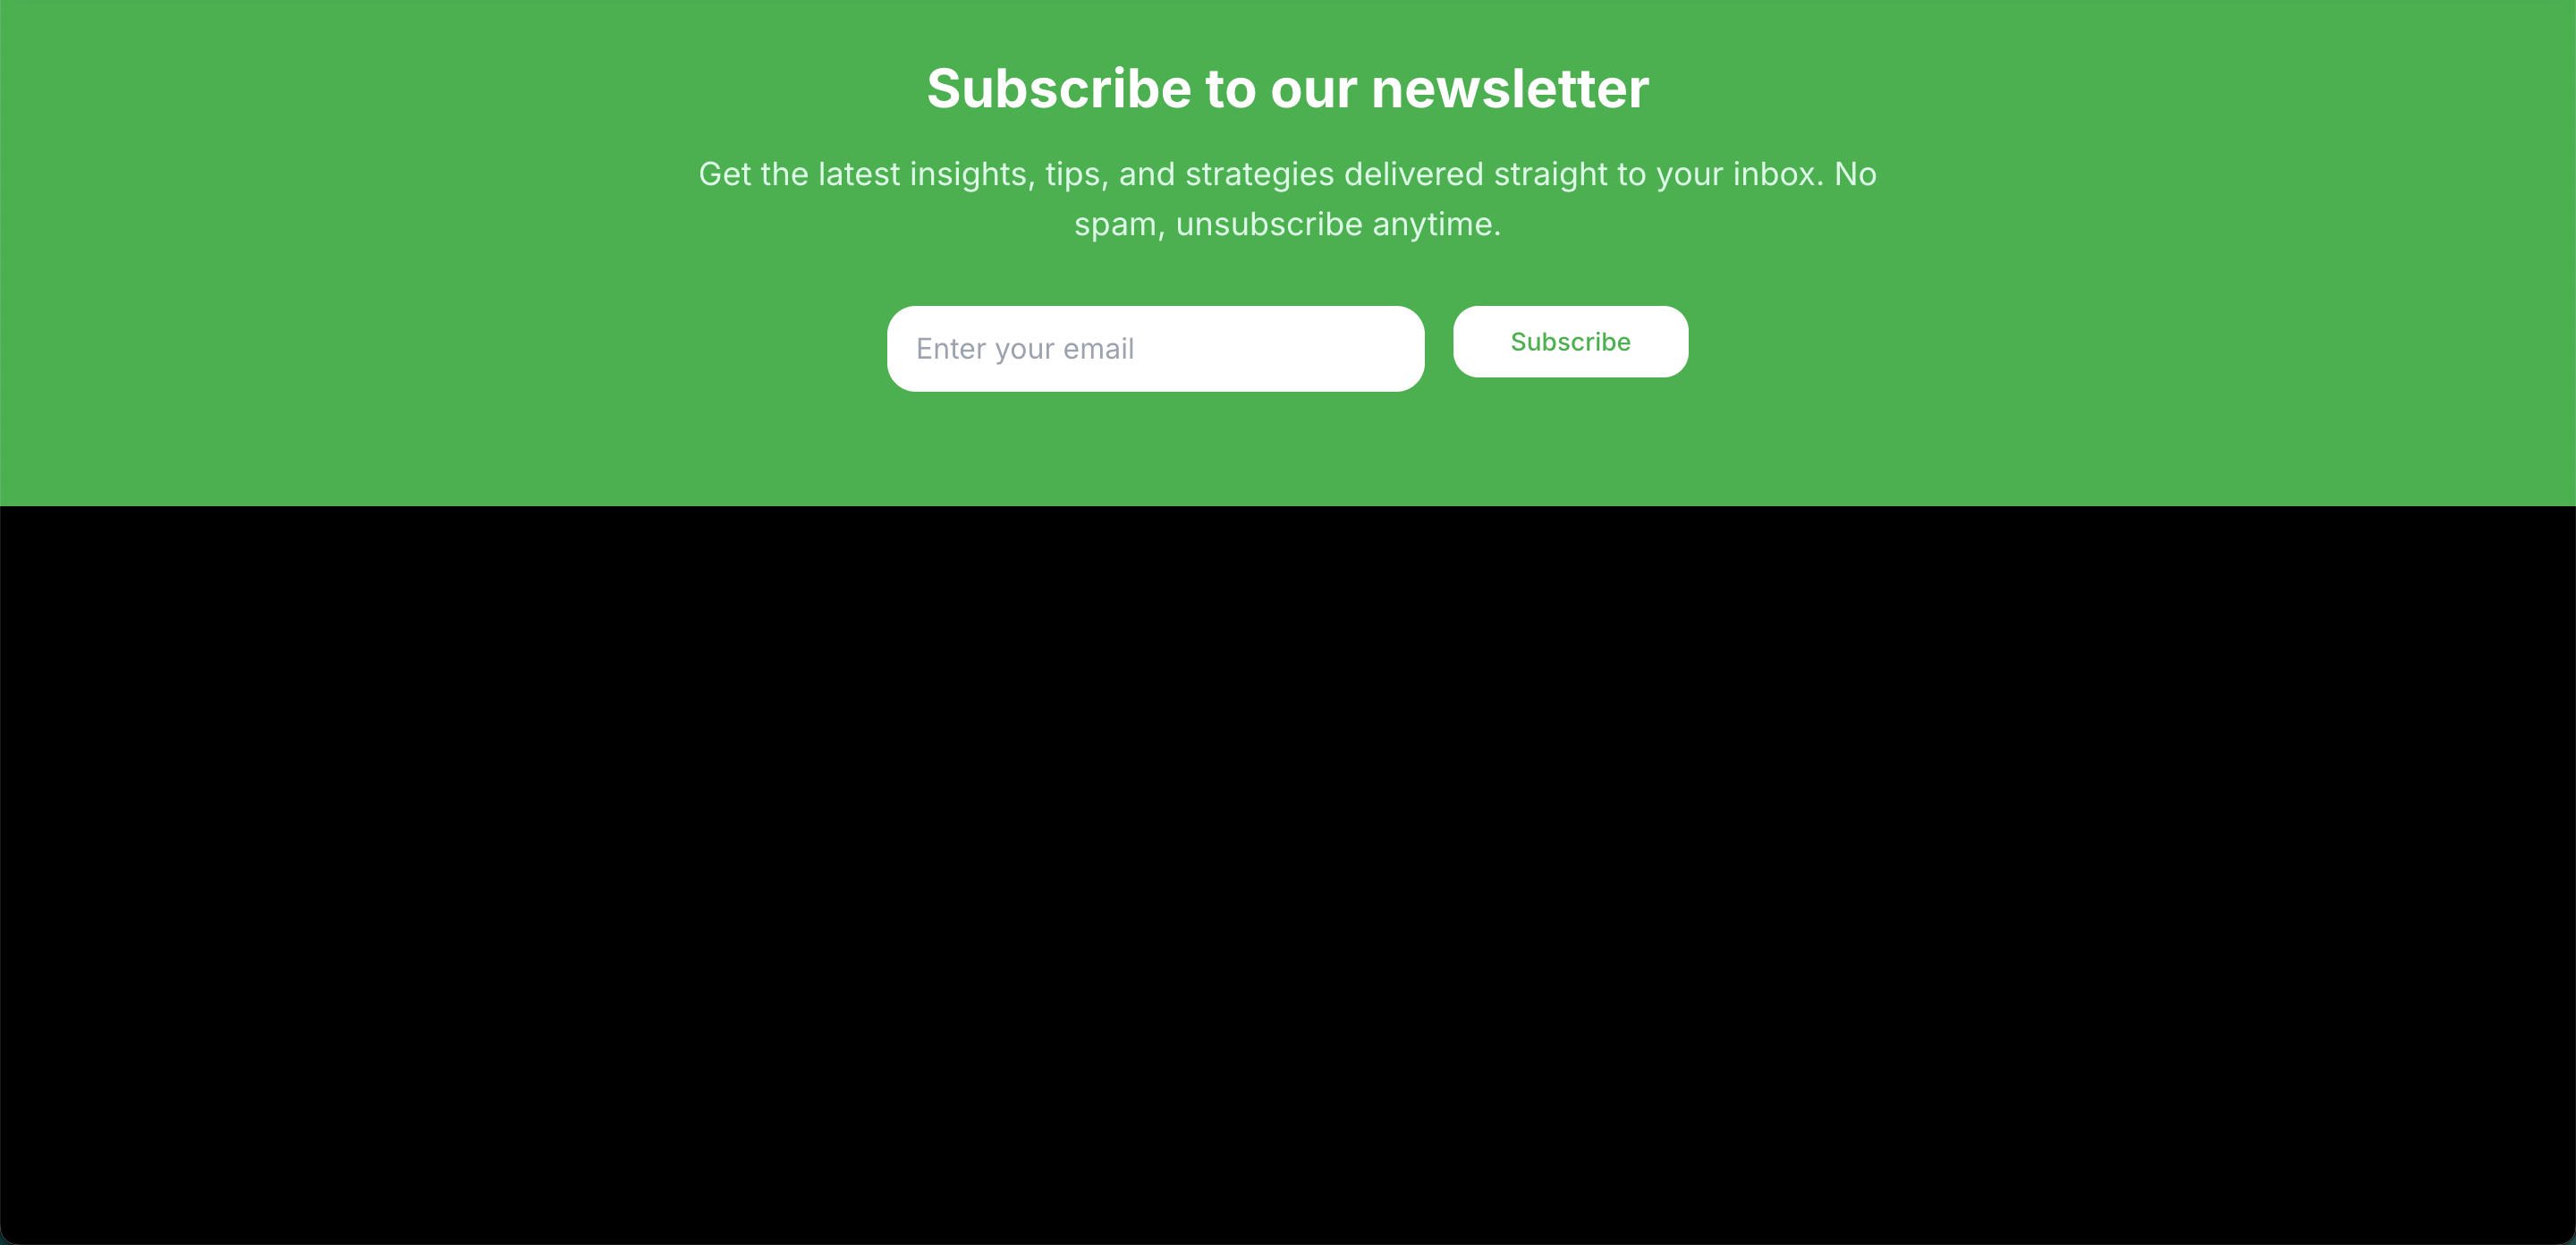 Subscribe to our newsletter
Get the latest insights, tips, and strategies delivered straight to your inbox. No
spam, unsubscribe anytime.
Enter your email
Subscribe